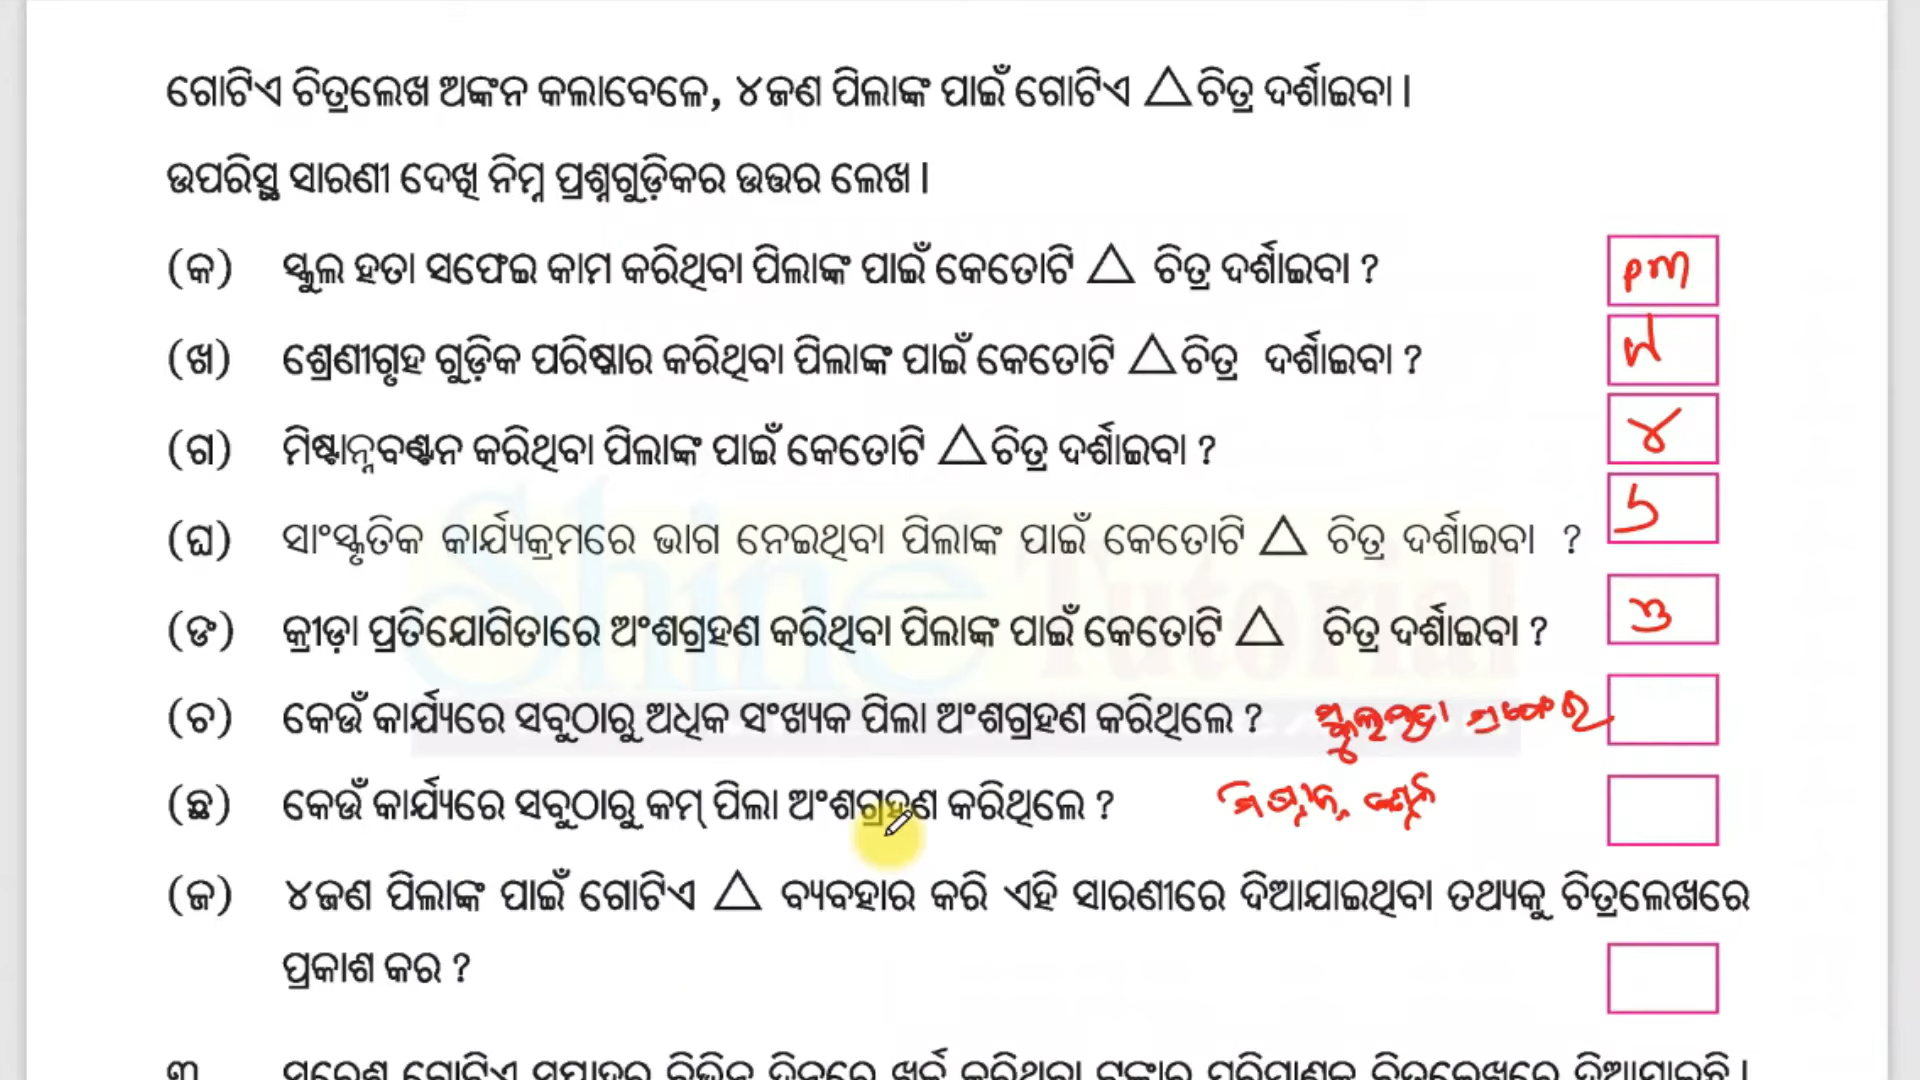 ଗୋଟିଏ ଚିତ୍ରଲେଖ ଅଙ୍କନ କଲାବେଳେ, ୪ଜଣ ପିଲାଙ୍କ ପାଇଁ ଗୋଟିଏ △ ଚିତ୍ର ଦର୍ଶାଇବା।
ଉପରିସ୍ଥ ସାରଣୀ ଦେଖି ନିମ୍ନ ପ୍ରଶ୍ନଗୁଡ଼ିକର ଉତ୍ତର ଲେଖ।
(କ) ସ୍କୁଲ ହତା ସଫେଇ କାମ କରିଥିବା ପିଲାଙ୍କ ପାଇଁ କେତୋଟି △ ଚିତ୍ର ଦର୍ଶାଇବା ?
(ଖ) ଶ୍ରେଣୀଗୃହ ଗୁଡ଼ିକ ପରିଷ୍କାର କରିଥିବା ପିଲାଙ୍କ ପାଇଁ କେତୋଟି △ ଚିତ୍ର ଦର୍ଶାଇବା ?
(ଗ) ମିଷ୍ଟାନ୍ନବଣ୍ଟନ କରିଥିବା ପିଲାଙ୍କ ପାଇଁ କେତୋଟି △ ଚିତ୍ର ଦର୍ଶାଇବା ? ୪
(ଘ) ସାଂସ୍କୃତିକ କାର୍ଯ୍ୟକ୍ରମରେ ଭାଗ ନେଇଥିବା ପିଲାଙ୍କ ପାଇଁ କେତୋଟି △ ଚିତ୍ର ଦର୍ଶାଇବା ?
(ଙ) କ୍ରୀଡ଼ା ପ୍ରତିଯୋଗିତାରେ ଅଂଶଗ୍ରହଣ କରିଥିବା ପିଲାଙ୍କ ପାଇଁ କେତୋଟି △ ଚିତ୍ର ଦର୍ଶାଇବା ?
(ଚ) କେଉଁ କାର୍ଯ୍ୟରେ ସବୁଠାରୁ ଅଧିକ ସଂଖ୍ୟକ ପିଲା ଅଂଶଗ୍ରହଣ କରିଥିଲେ ?
(ଛ) କେଉଁ କାର୍ଯ୍ୟରେ ସବୁଠାରୁ କମ୍ ପିଲା ଅଂଶଗ୍ରହଣ କରିଥିଲେ ?
(ଜ) ୪ଜଣ ପିଲାଙ୍କ ପାଇଁ ଗୋଟିଏ △ ବ୍ୟବହାର କରି ଏହି ସାରଣୀରେ ଦିଆଯାଇଥିବା ତଥ୍ୟକୁ ଚିତ୍ରଲେଖରେ
ପ୍ରକାଶ କର ?
Shine Tutorial